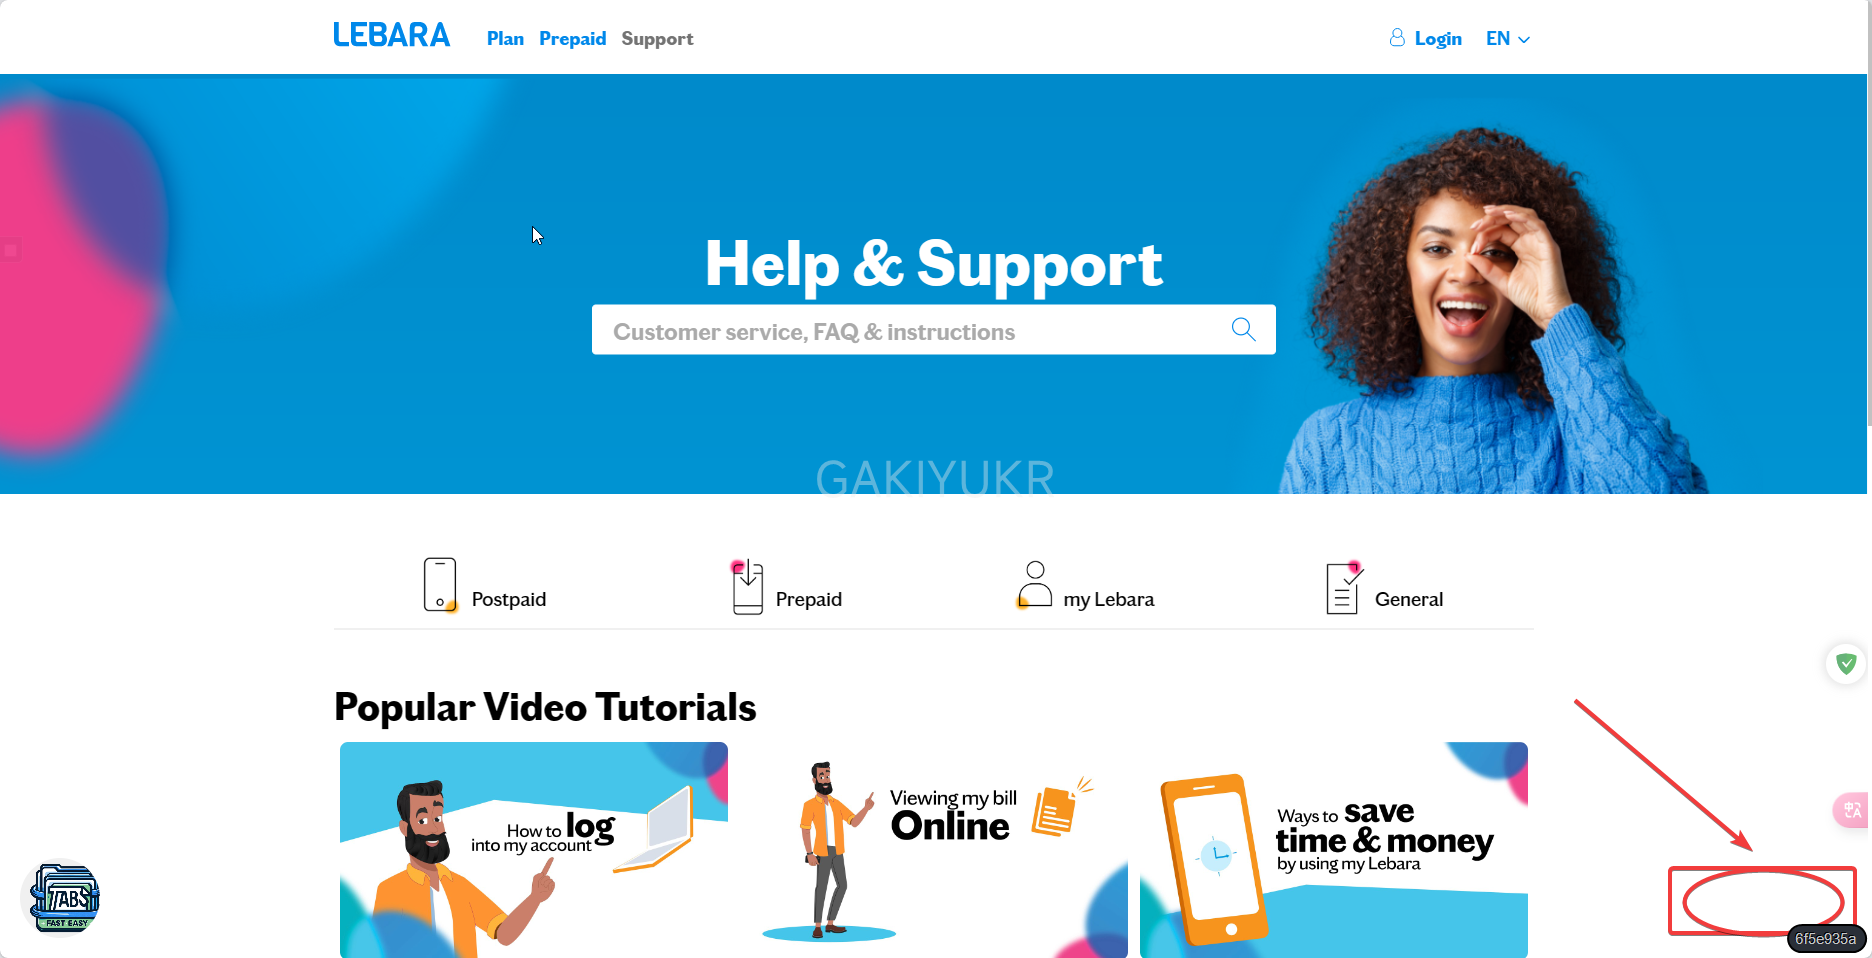 LEBARA
Plan Prepaid Support
Login EN
Help & Support
Customer service, FAQ & instructions
GAKIYUKR
Postpaid
Prepaid
my Lebara
General
Popular Video Tutorials
How to log
into my account
Viewing my bill
Online
Ways to save
time & money
by using my Lebara
TABS
FAST EASY
中
A
6f5e935a